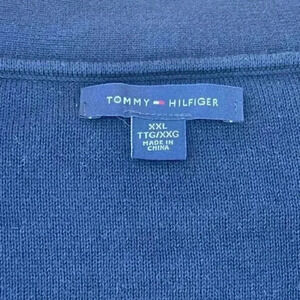 TOMMY HILFIGER
XXL
TTG/XXG
MADE IN
CHINA